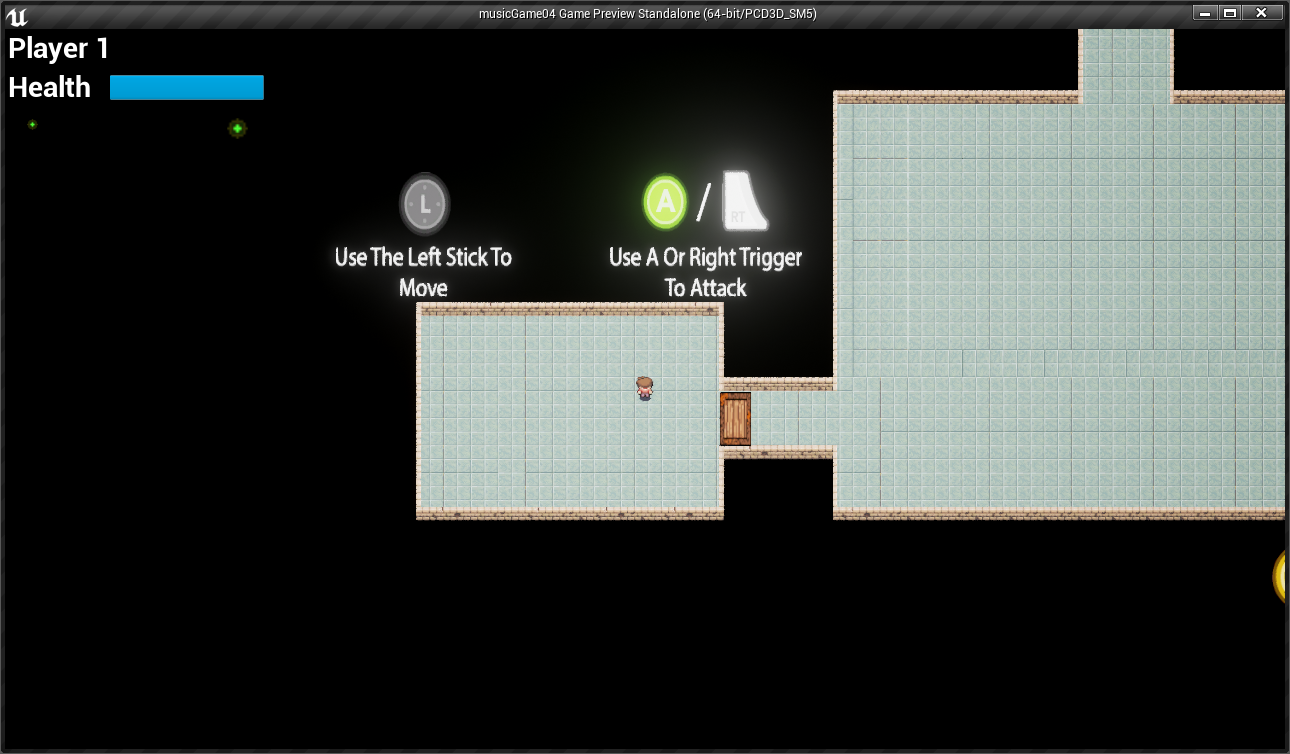 musicGame04 Game Preview Standalone (64-bit/PCD3D_SM5)
Player 1
Health
L
A / RT
Use The Left Stick To
Move
Use A Or Right Trigger
To Attack